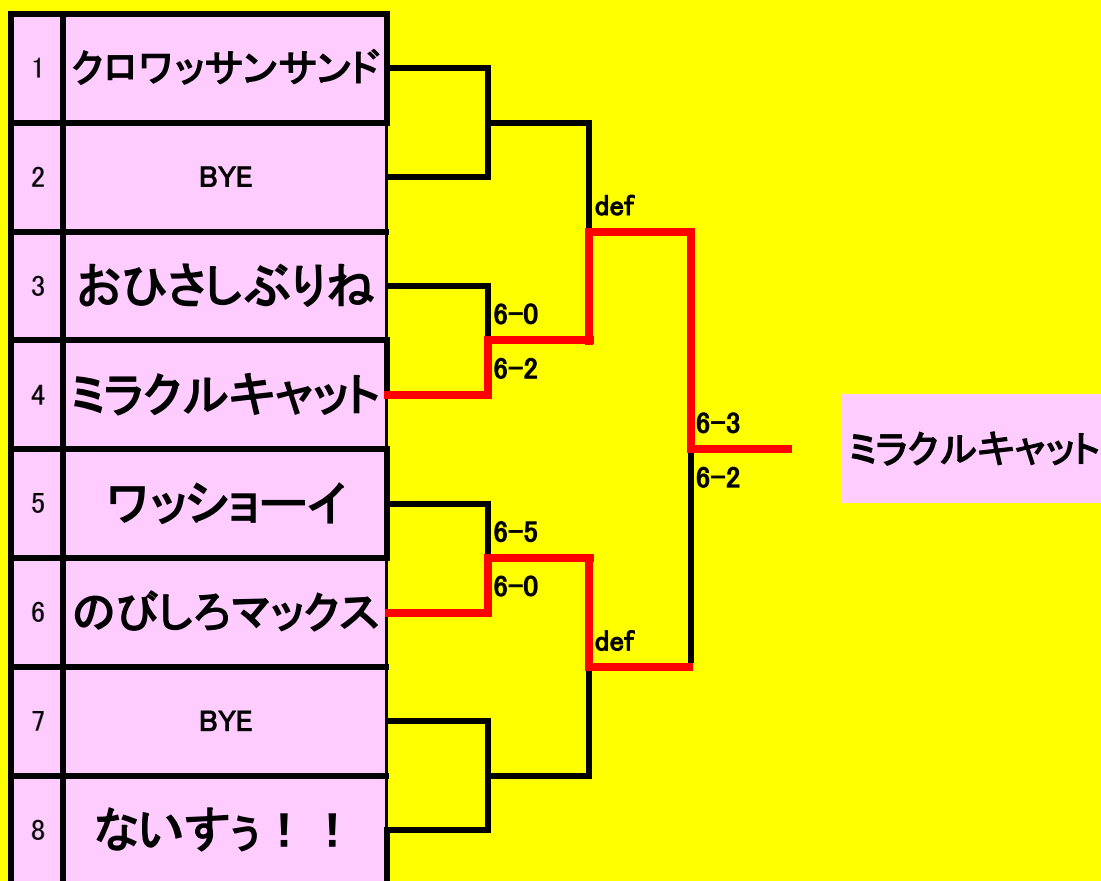 1 クロワッサンサンド
2 BYE
def
3 おひさしぶりね
6-0
6-2
4 ミラクルキャット
6-3
ミラクルキャット
6-2
5 ワッショーイ
6-5
6-0
6 のびしろマックス
def
7 BYE
8 ないすぅ！！